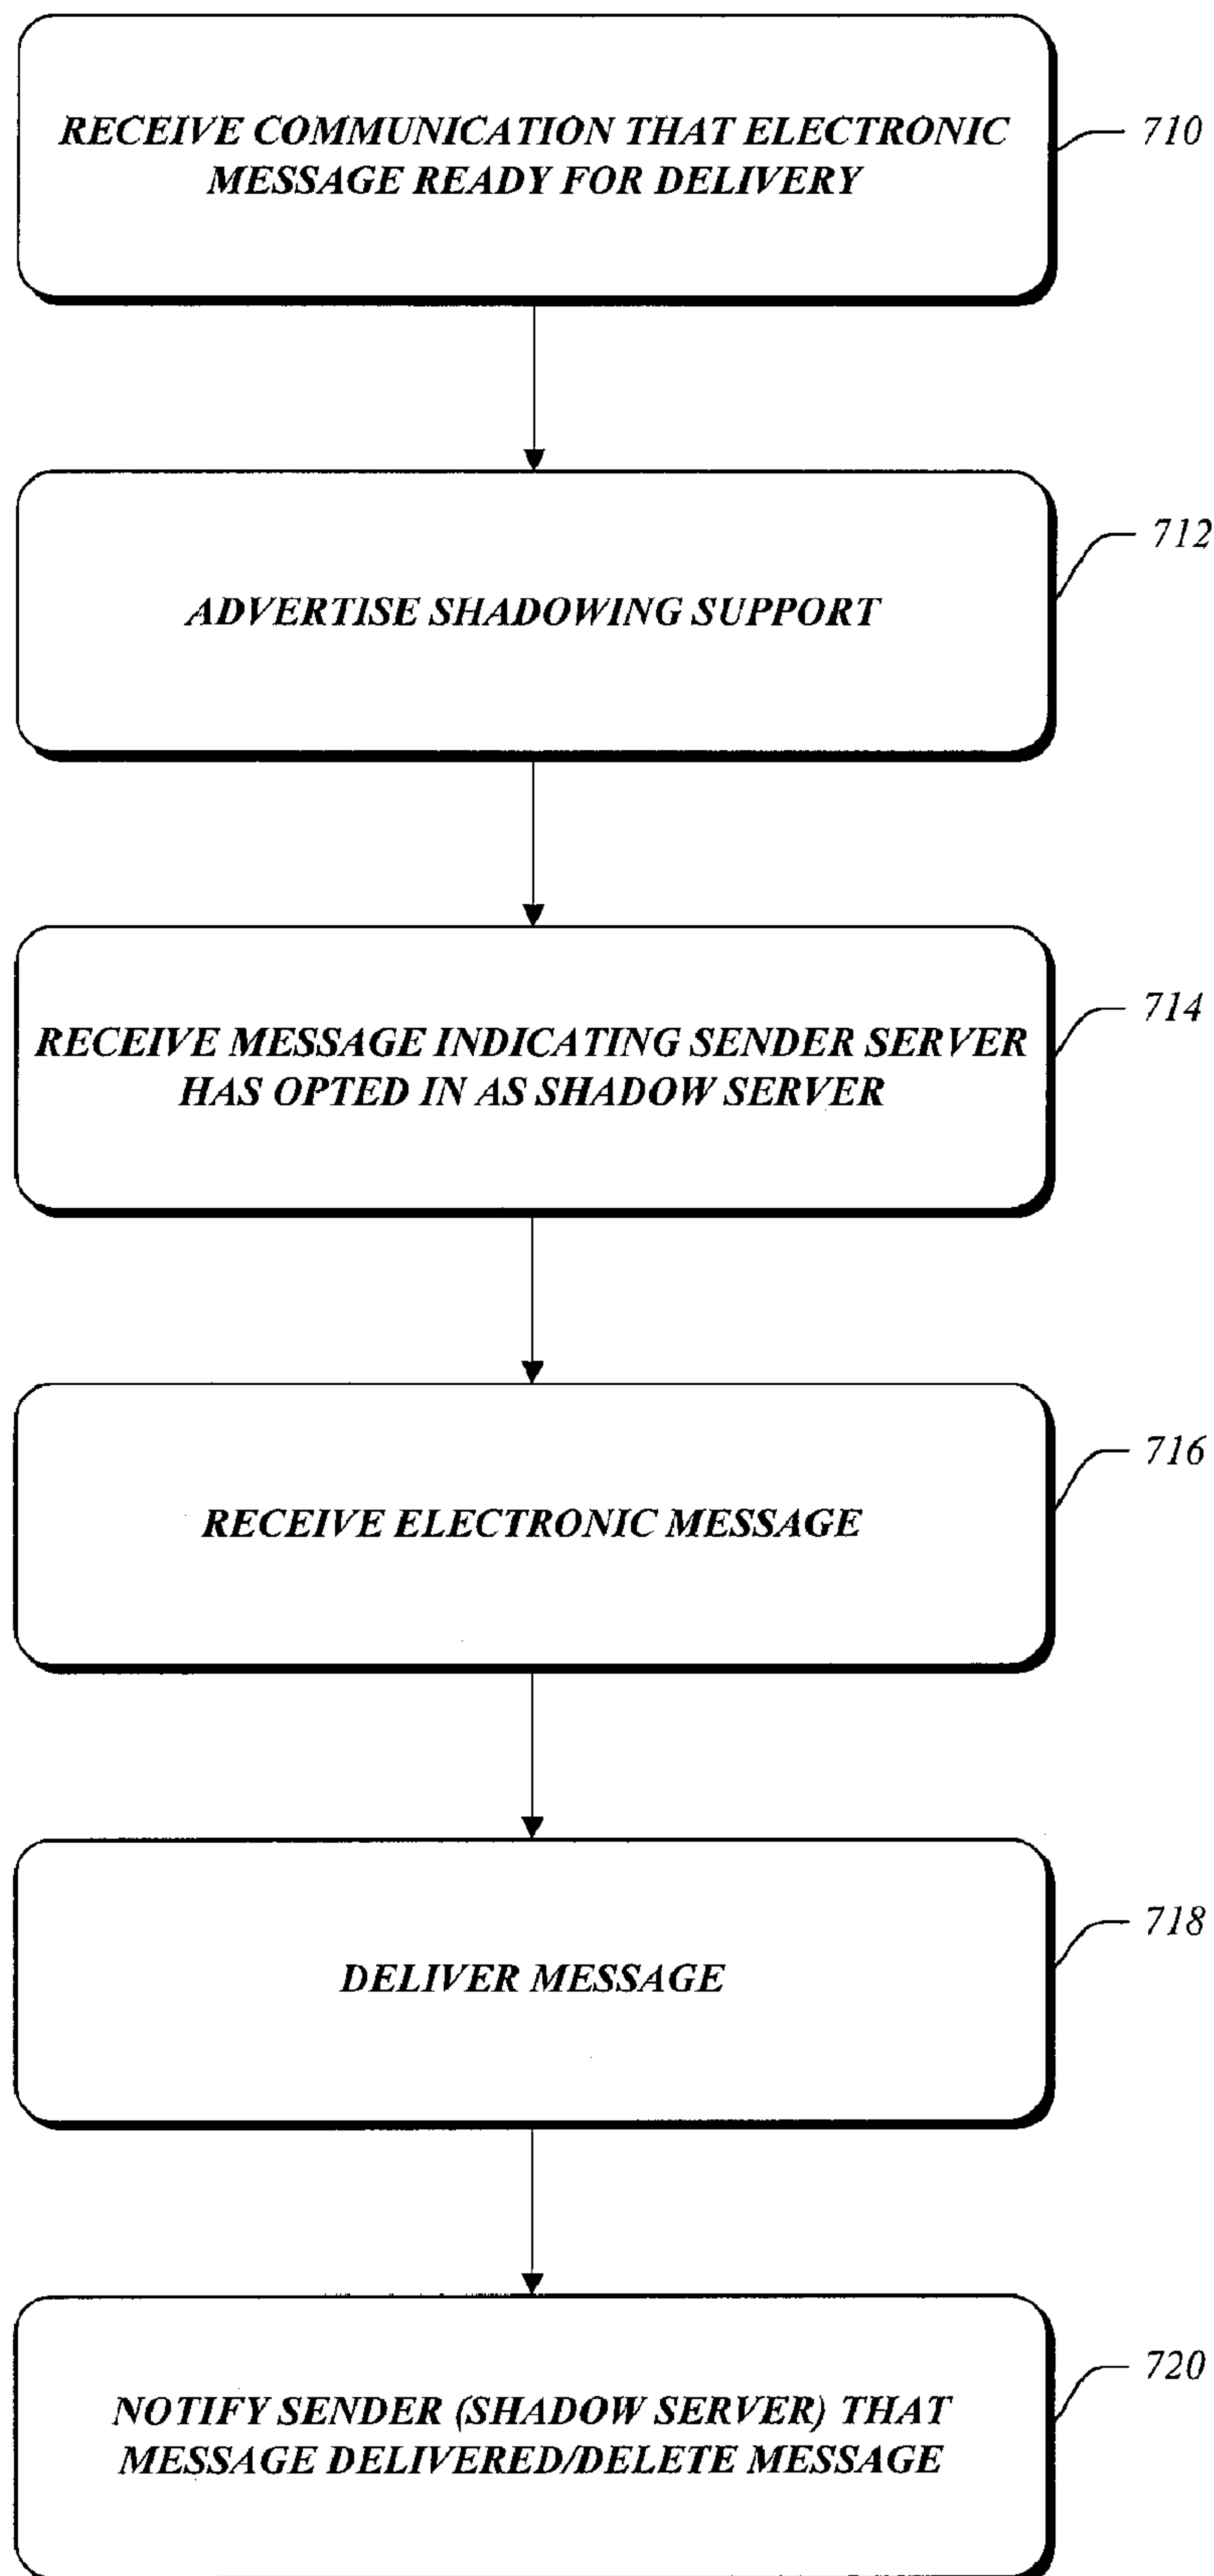 RECEIVE COMMUNICATION THAT ELECTRONIC
MESSAGE READY FOR DELIVERY
710
ADVERTISE SHADOWING SUPPORT
712
RECEIVE MESSAGE INDICATING SENDER SERVER
HAS OPTED IN AS SHADOW SERVER
714
RECEIVE ELECTRONIC MESSAGE
716
DELIVER MESSAGE
718
NOTIFY SENDER (SHADOW SERVER) THAT
MESSAGE DELIVERED/DELETE MESSAGE
720